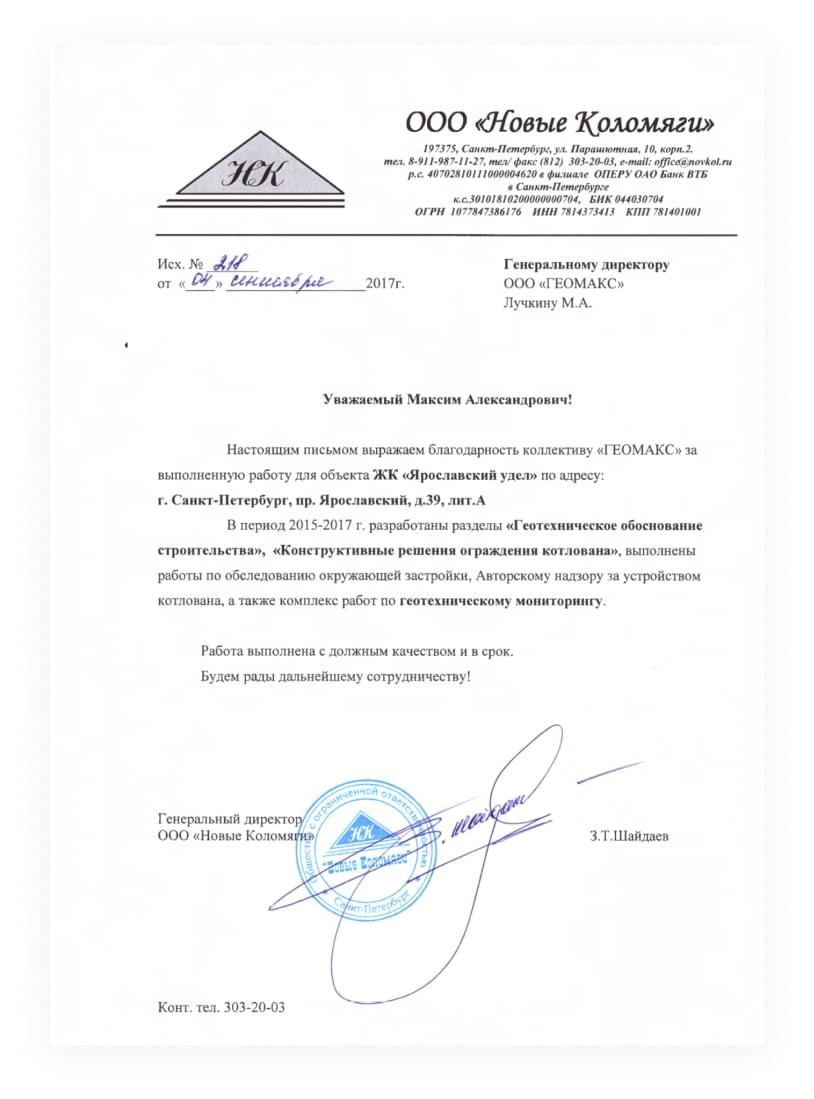 НК
ООО «Новые Коломяги»
197375, Санкт-Петербург, ул. Парашютная, 10, корп.2.
тел. 8-911-987-11-27, тел/ факс (812) 303-20-03, e-mail: office@novkol.ru
р.с. 40702810111000004620 в филиале ОПЕРУ ОАО Банк ВТБ
в Санкт-Петербурге
к.с.30101810200000000704, БИК 044030704
ОГРН 1077847386176 ИНН 7814373413 КПП 781401001
Исх. № 218
от «04» сентября 2017г.
Генеральному директору
ООО «ГЕОМАКС»
Лучкину М.А.
Уважаемый Максим Александрович!
Настоящим письмом выражаем благодарность коллективу «ГЕОМАКС» за
выполненную работу для объекта ЖК «Ярославский удел» по адресу:
г. Санкт-Петербург, пр. Ярославский, д.39, лит.А
В период 2015-2017 г. разработаны разделы «Геотехническое обоснование
строительства», «Конструктивные решения ограждения котлована», выполнены
работы по обследованию окружающей застройки, Авторскому надзору за устройством
котлована, а также комплекс работ по геотехническому мониторингу.
Работа выполнена с должным качеством и в срок.
Будем рады дальнейшему сотрудничеству!
Генеральный директор
ООО «Новые Коломяги»
З.Т.Шайдаев
Общество с ограниченной ответственностью
НК
"Новые Коломяги"
Санкт-Петербург
Конт. тел. 303-20-03